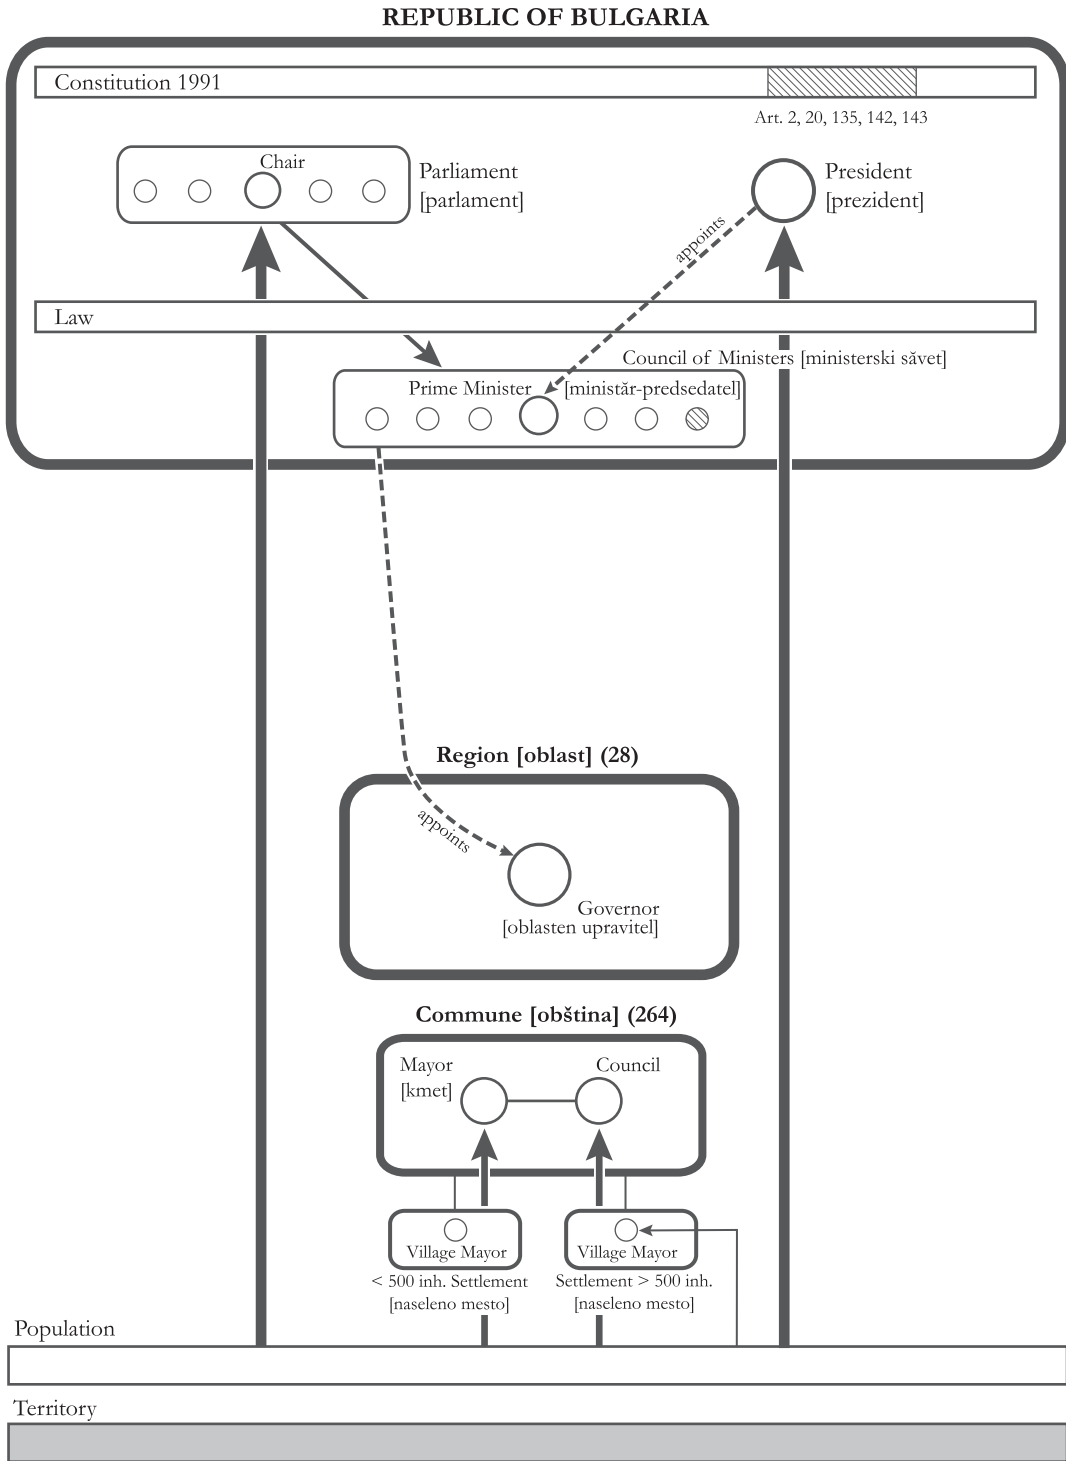 REPUBLIC OF BULGARIA
Constitution 1991
Art. 2, 20, 135, 142, 143
Chair
Parliament
[parlament]
President
[prezident]
appoints
Law
Council of Ministers [ministerski săvet]
Prime Minister [ministăr-predsedatel]
Region [oblast] (28)
appoints
Governor
[oblasten upravitel]
Commune [obština] (264)
Mayor
[kmet]
Council
Village Mayor
< 500 inh. Settlement
[naseleno mesto]
Village Mayor
Settlement > 500 inh.
[naseleno mesto]
Population
Territory